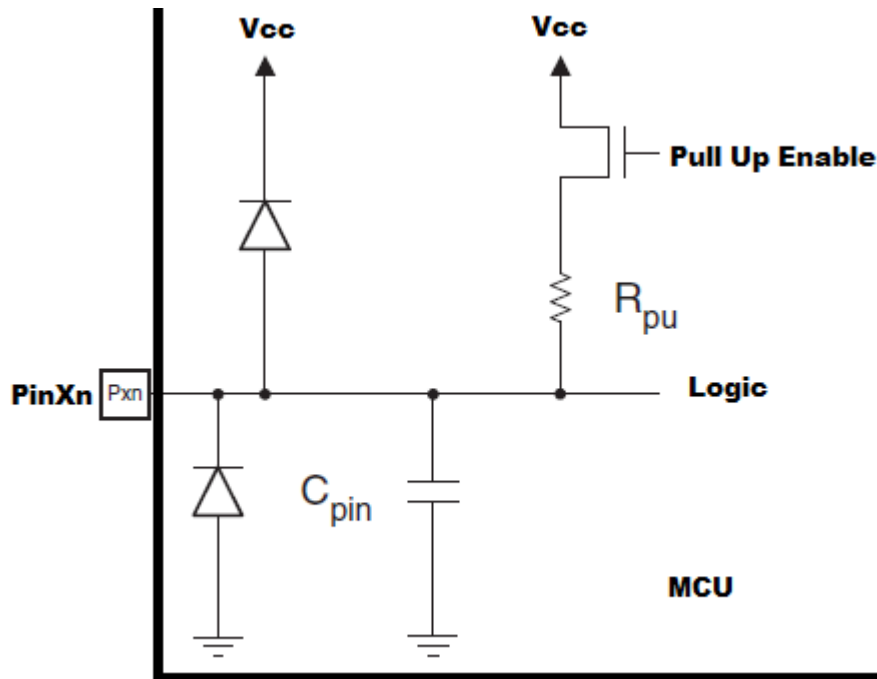 Vcc
Vcc
Pull Up Enable
Rpu
PinXn
Pxn
Logic
Cpin
MCU